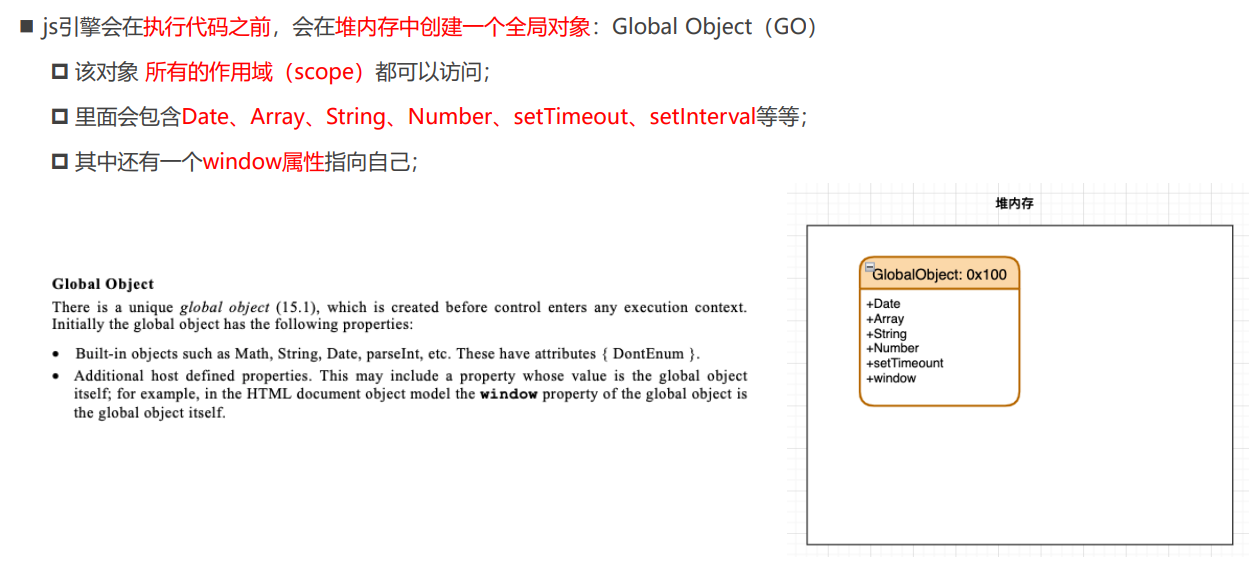 ■ js引擎会在执行代码之前，会在堆内存中创建一个全局对象：Global Object（GO）
该对象 所有的作用域（scope）都可以访问；
里面会包含Date、Array、String、Number、setTimeout、setInterval等等；
其中还有一个window属性指向自己；
Global Object
There is a unique global object (15.1), which is created before control enters any execution context.
Initially the global object has the following properties:
• Built-in objects such as Math, String, Date, parseInt, etc. These have attributes { DontEnum }.
• Additional host defined properties. This may include a property whose value is the global object
itself; for example, in the HTML document object model the window property of the global object is
the global object itself.
堆内存
GlobalObject: 0x100
+Date
+Array
+String
+Number
+setTimeount
+window